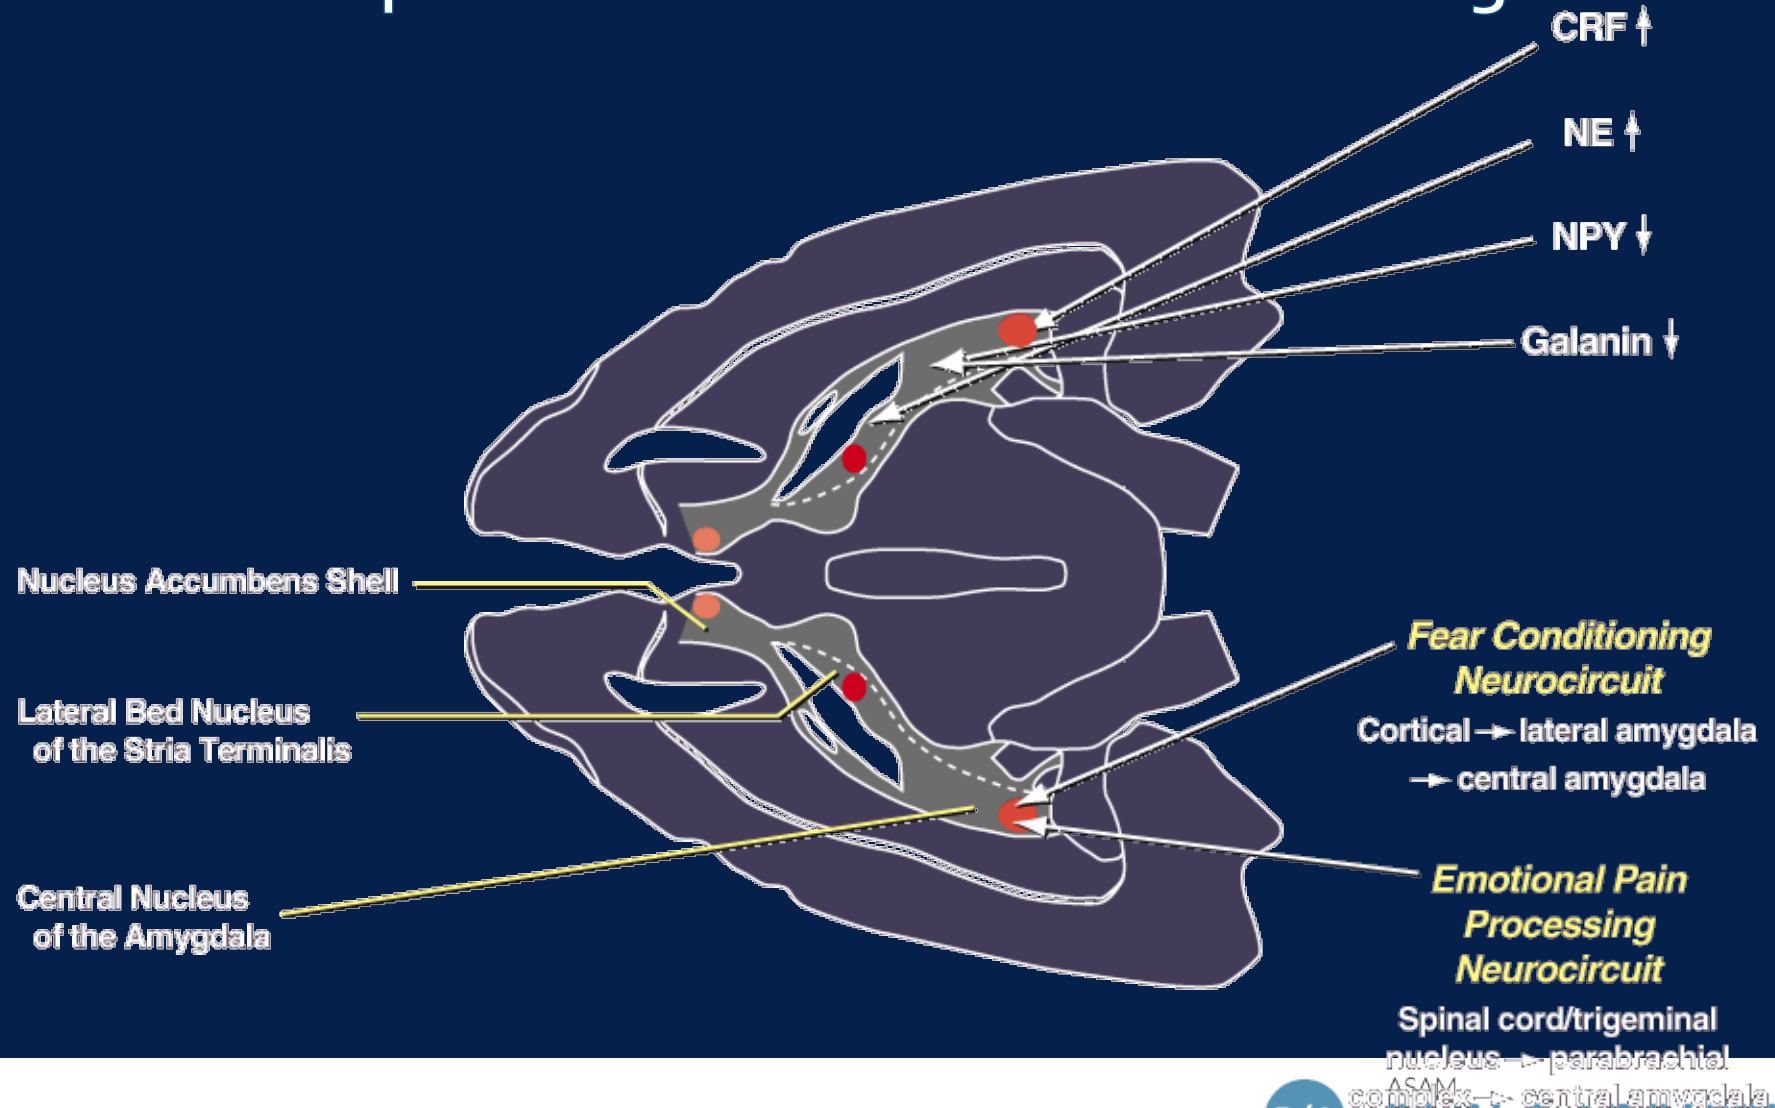 CRF ↑
NE ↑
NPY ↓
Galanin ↓
Nucleus Accumbens Shell
Lateral Bed Nucleus
of the Stria Terminalis
Central Nucleus
of the Amygdala
Fear Conditioning
Neurocircuit
Cortical → lateral amygdala
→ central amygdala
Emotional Pain
Processing
Neurocircuit
Spinal cord/trigeminal
nucleus → parabrachial
complex → central amygdala
ASAM